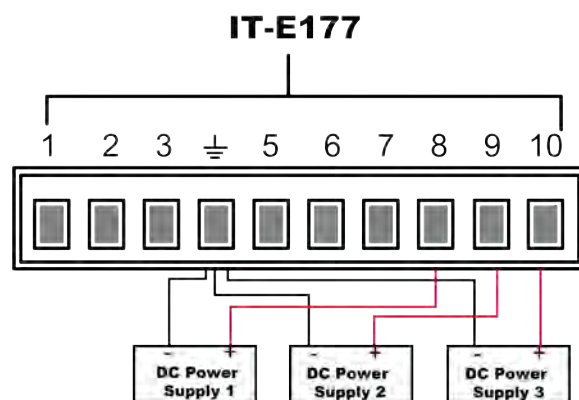 IT-E177
1 2 3 ⏚ 5 6 7 8 9 10
- + - + - +
DC Power Supply 1
DC Power Supply 2
DC Power Supply 3